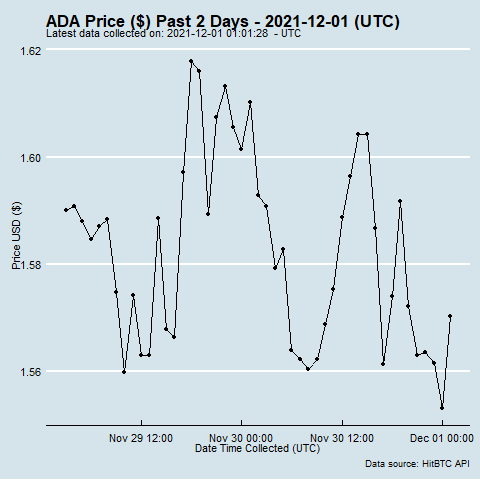 ADA Price ($) Past 2 Days - 2021-12-01 (UTC)
Latest data collected on: 2021-12-01 01:01:28 - UTC
1.62
1.60
1.58
1.56
Price USD ($)
Nov 29 12:00
Nov 30 00:00
Nov 30 12:00
Dec 01 00:00
Date Time Collected (UTC)
Data source: HitBTC API